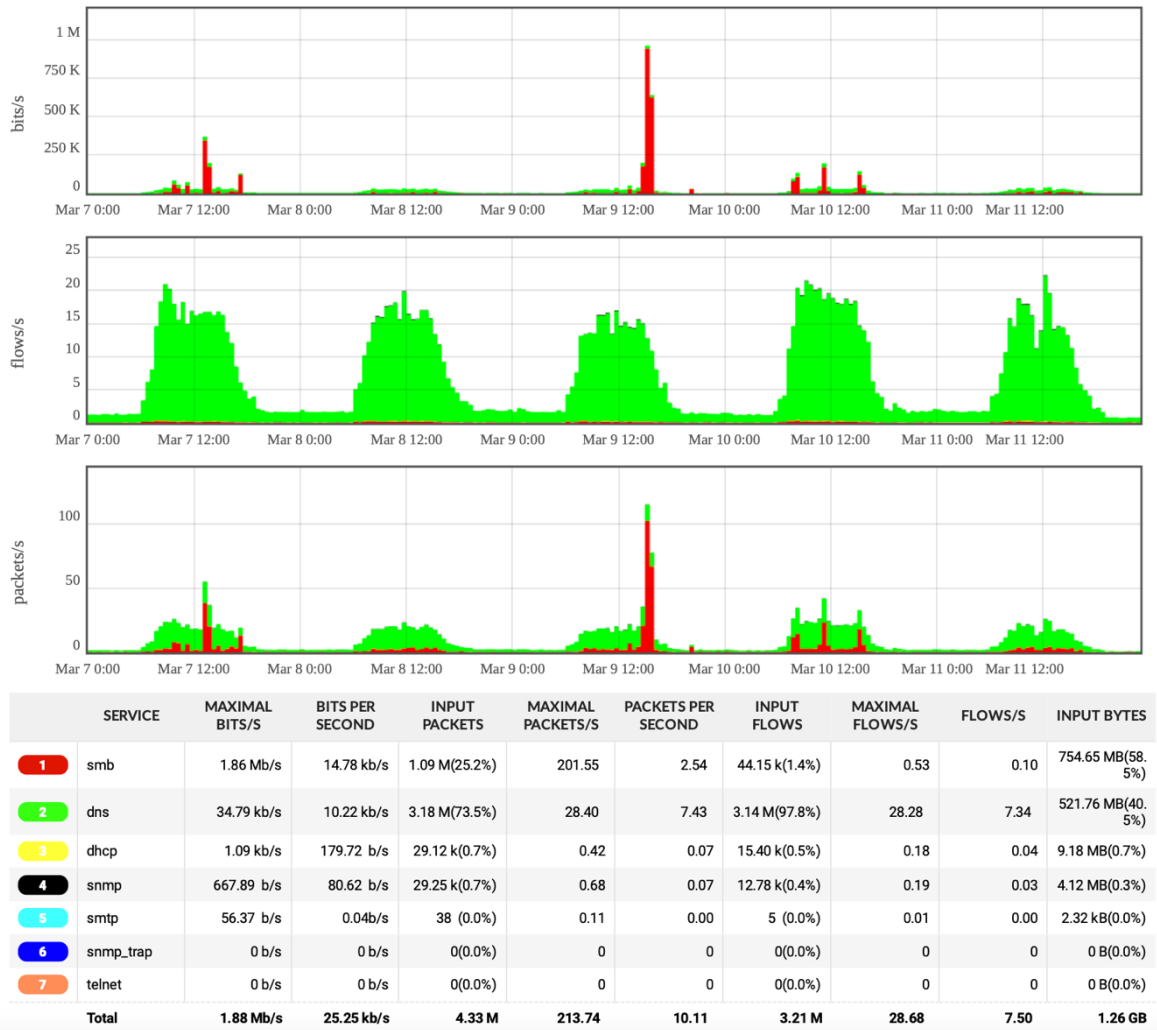 1 M
750 K
500 K
250 K
0
bits/s
Mar 7 0:00 Mar 7 12:00 Mar 8 0:00 Mar 8 12:00 Mar 9 0:00 Mar 9 12:00 Mar 10 0:00 Mar 10 12:00 Mar 11 0:00 Mar 11 12:00
25
20
15
10
5
0
flows/s
Mar 7 0:00 Mar 7 12:00 Mar 8 0:00 Mar 8 12:00 Mar 9 0:00 Mar 9 12:00 Mar 10 0:00 Mar 10 12:00 Mar 11 0:00 Mar 11 12:00
100
50
0
packets/s
Mar 7 0:00 Mar 7 12:00 Mar 8 0:00 Mar 8 12:00 Mar 9 0:00 Mar 9 12:00 Mar 10 0:00 Mar 10 12:00 Mar 11 0:00 Mar 11 12:00
SERVICE MAXIMAL BITS/S BITS PER SECOND INPUT PACKETS MAXIMAL PACKETS/S PACKETS PER SECOND INPUT FLOWS MAXIMAL FLOWS/S FLOWS/S INPUT BYTES
1 smb 1.86 Mb/s 14.78 kb/s 1.09 M(25.2%) 201.55 2.54 44.15 k(1.4%) 0.53 0.10 754.65 MB(58.5%)
2 dns 34.79 kb/s 10.22 kb/s 3.18 M(73.5%) 28.40 7.43 3.14 M(97.8%) 28.28 7.34 521.76 MB(40.5%)
3 dhcp 1.09 kb/s 179.72 b/s 29.12 k(0.7%) 0.42 0.07 15.40 k(0.5%) 0.18 0.04 9.18 MB(0.7%)
4 snmp 667.89 b/s 80.62 b/s 29.25 k(0.7%) 0.68 0.07 12.78 k(0.4%) 0.19 0.03 4.12 MB(0.3%)
5 smtp 56.37 b/s 0.04b/s 38 (0.0%) 0.11 0.00 5 (0.0%) 0.01 0.00 2.32 kB(0.0%)
6 snmp_trap 0 b/s 0 b/s 0(0.0%) 0 0 0(0.0%) 0 0 0 B(0.0%)
7 telnet 0 b/s 0 b/s 0(0.0%) 0 0 0(0.0%) 0 0 0 B(0.0%)
Total 1.88 Mb/s 25.25 kb/s 4.33 M 213.74 10.11 3.21 M 28.68 7.50 1.26 GB